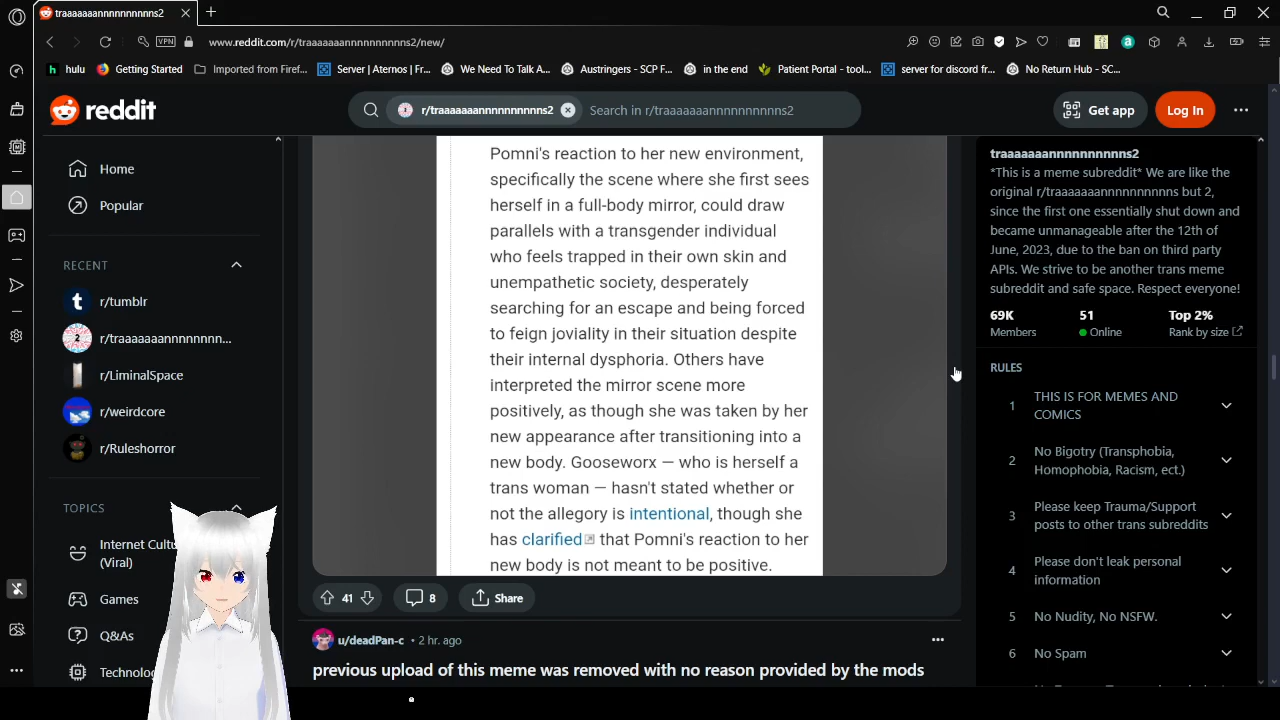 traaaaaaannnnnnnnnns2
www.reddit.com/r/traaaaaaannnnnnnnnns2/new/
VPN
hulu
Getting Started
Imported from Firef...
Server | Aternos | Fr...
We Need To Talk A...
Austringers - SCP F...
in the end
Patient Portal - tool...
server for discord fr...
No Return Hub - SC...
reddit
r/traaaaaaannnnnnnnnns2
Search in r/traaaaaaannnnnnnnnns2
Get app
Log In
Home
Popular
RECENT
r/tumblr
r/traaaaaaannnnnnn...
r/LiminalSpace
r/weirdcore
r/Ruleshorror
TOPICS
Internet Cult
(Viral)
Games
Q&As
Technolog
Pomni's reaction to her new environment,
specifically the scene where she first sees
herself in a full-body mirror, could draw
parallels with a transgender individual
who feels trapped in their own skin and
unempathetic society, desperately
searching for an escape and being forced
to feign joviality in their situation despite
their internal dysphoria. Others have
interpreted the mirror scene more
positively, as though she was taken by her
new appearance after transitioning into a
new body. Gooseworx — who is herself a
trans woman — hasn't stated whether or
not the allegory is intentional, though she
has clarified that Pomni's reaction to her
new body is not meant to be positive.
41
8
Share
u/deadPan-c • 2 hr. ago
previous upload of this meme was removed with no reason provided by the mods
traaaaaaannnnnnnnnns2
*This is a meme subreddit* We are like the
original r/traaaaaaannnnnnnnnns but 2,
since the first one essentially shut down and
became unmanageable after the 12th of
June, 2023, due to the ban on third party
APIs. We strive to be another trans meme
subreddit and safe space. Respect everyone!
69K
Members
51
Online
Top 2%
Rank by size
RULES
1
THIS IS FOR MEMES AND
COMICS
2
No Bigotry (Transphobia,
Homophobia, Racism, ect.)
3
Please keep Trauma/Support
posts to other trans subreddits
4
Please don't leak personal
information
5
No Nudity, No NSFW.
6
No Spam